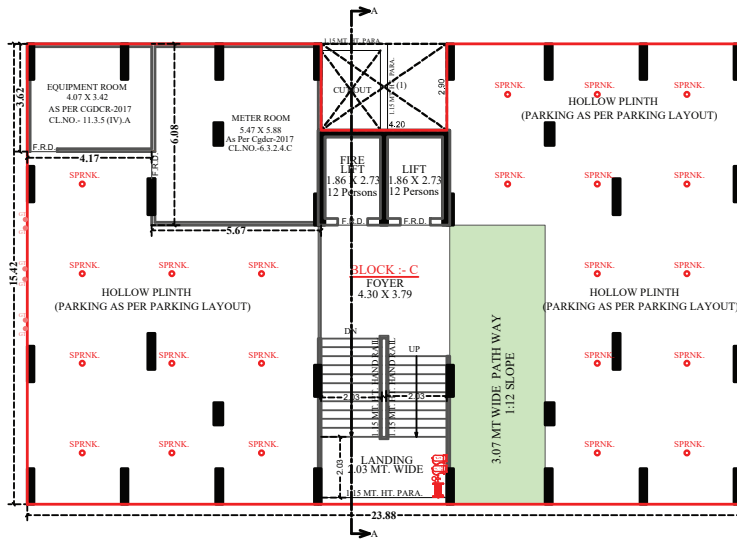 A
1.15 MT. HT. PARA.
EQUIPMENT ROOM
4.07 X 3.42
AS PER CGDCR-2017
CL.NO.- 11.3.5 (IV).A
3.62
F.R.D.
4.17
6.08
METER ROOM
5.47 X 5.88
As Per Cgdcr-2017
CL.NO.-6.3.2.4.C
F.R.D.
5.67
CUTOUT
(1)
1.15 MT. HT. PARA.
4.20
2.90
FIRE
LIFT
1.86 X 2.73
12 Persons
LIFT
1.86 X 2.73
12 Persons
F.R.D.
F.R.D.
SPRNK.
SPRNK.
SPRNK.
HOLLOW PLINTH
(PARKING AS PER PARKING LAYOUT)
SPRNK.
SPRNK.
SPRNK.
SPRNK.
15.42
SPRNK.
SPRNK.
SPRNK.
HOLLOW PLINTH
(PARKING AS PER PARKING LAYOUT)
BLOCK :- C
FOYER
4.30 X 3.79
SPRNK.
SPRNK.
SPRNK.
HOLLOW PLINTH
(PARKING AS PER PARKING LAYOUT)
DN
UP
1.15 MT. HT. HAND RAIL
1.15 MT. HT. HAND RAIL
2.03
2.03
3.07 MT WIDE PATH WAY
1:12 SLOPE
SPRNK.
SPRNK.
SPRNK.
SPRNK.
SPRNK.
SPRNK.
SPRNK.
SPRNK.
SPRNK.
SPRNK.
SPRNK.
SPRNK.
LANDING
2.03 MT. WIDE
2.03
1.15 MT. HT. PARA.
23.88
A